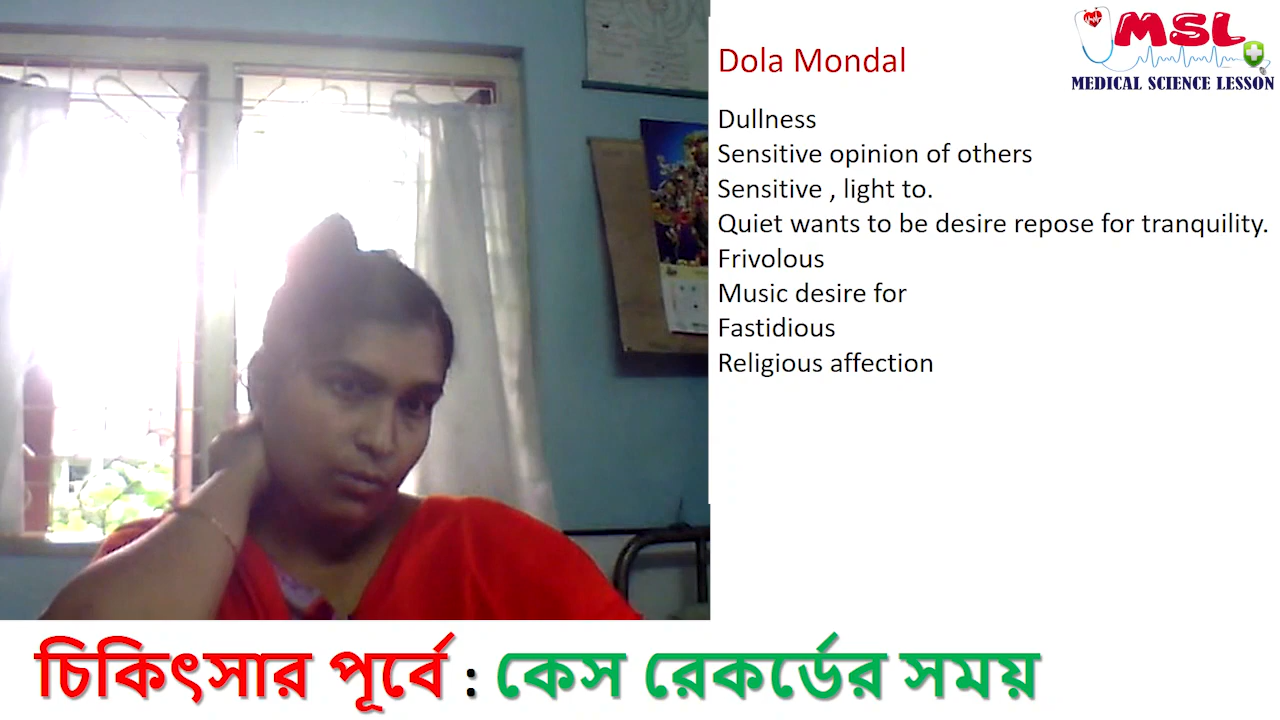 MSL
MEDICAL SCIENCE LESSON
Dola Mondal
Dullness
Sensitive opinion of others
Sensitive , light to.
Quiet wants to be desire repose for tranquility.
Frivolous
Music desire for
Fastidious
Religious affection
চিকিৎসার পূর্বে : কেস রেকর্ডের সময়